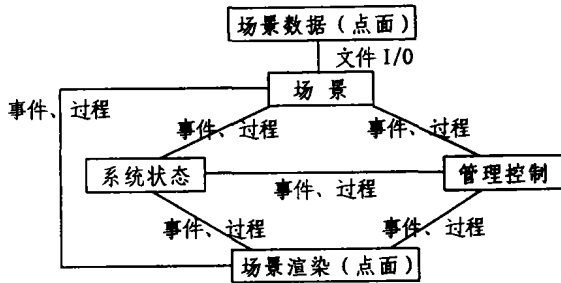 场景数据(点面)
文件 I/O
场 景
事件、过程
事件、过程
事件、过程
系统状态
管理控制
事件、过程
事件、过程
事件、过程
场景渲染(点面)